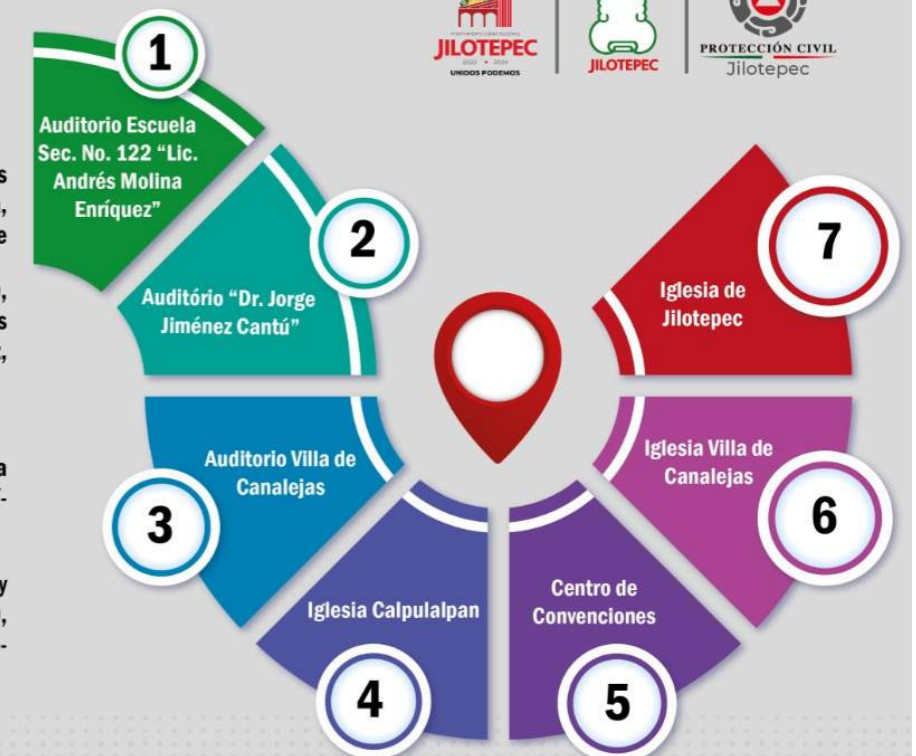 JILOTEPEC
UNIDOS PODEMOS
JILOTEPEC
PROTECCIÓN CIVIL
Jilotepec
1
Auditorio Escuela
Sec. No. 122 “Lic.
Andrés Molina
Enríquez”
2
Auditório “Dr. Jorge
Jiménez Cantú”
3
Auditorio Villa de
Canalejas
4
Iglesia Calpulalpan
5
Centro de
Convenciones
6
Iglesia Villa de
Canalejas
7
Iglesia de
Jilotepec